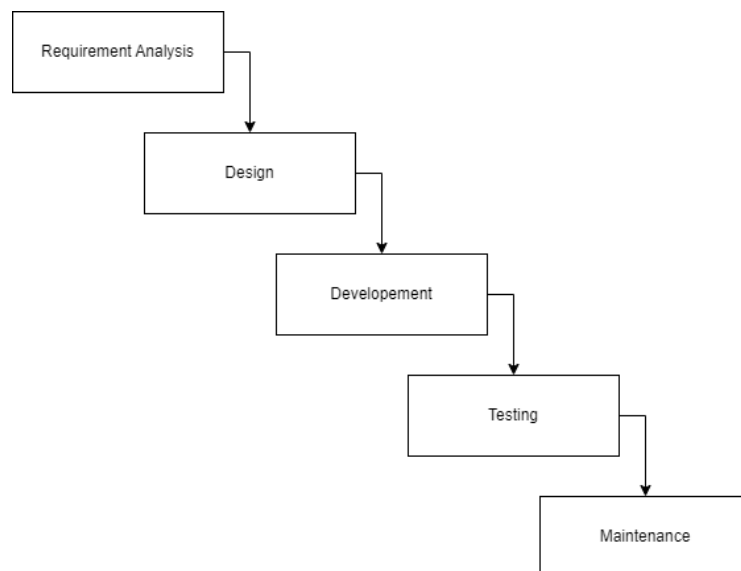 Requirement Analysis
Design
Developement
Testing
Maintenance